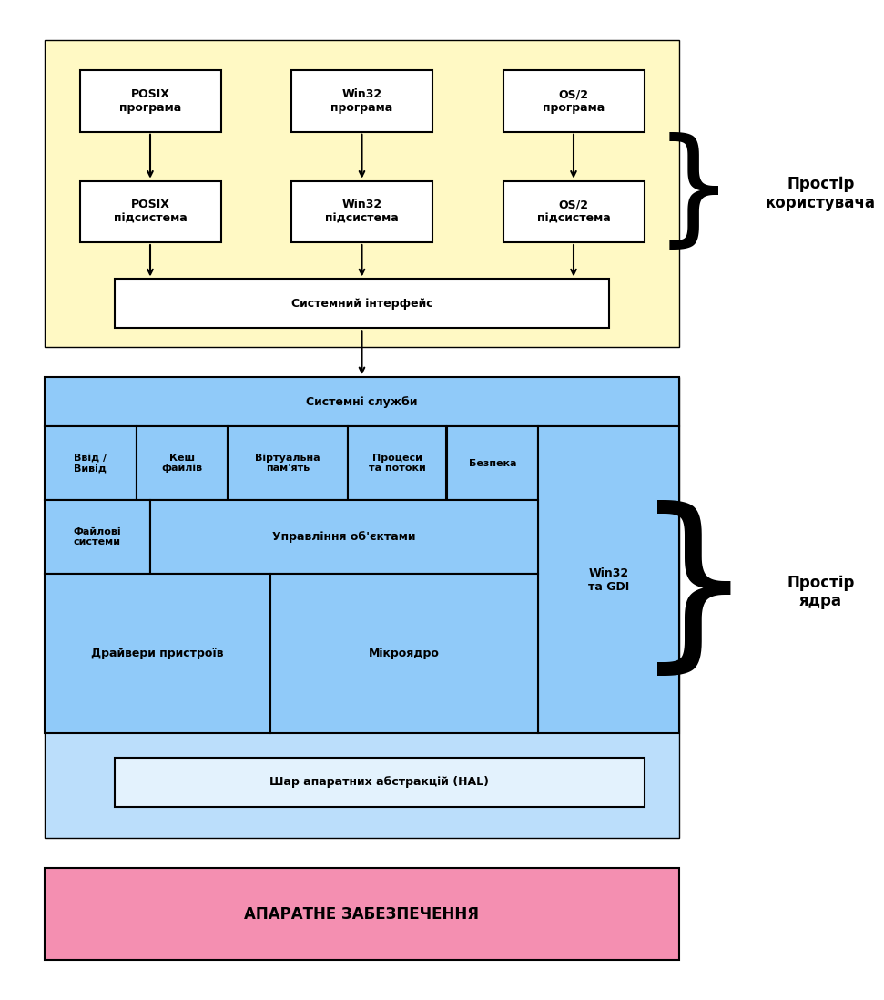 POSIX
програма
Win32
програма
OS/2
програма
POSIX
підсистема
Win32
підсистема
OS/2
підсистема
Системний інтерфейс
Простір
користувача
Системні служби
Ввід /
Вивід
Кеш
файлів
Віртуальна
пам'ять
Процеси
та потоки
Безпека
Файлові
системи
Управління об'єктами
Win32
та GDI
Драйвери пристроїв
Мікроядро
Простір
ядра
Шар апаратних абстракцій (HAL)
АПАРАТНЕ ЗАБЕЗПЕЧЕННЯ